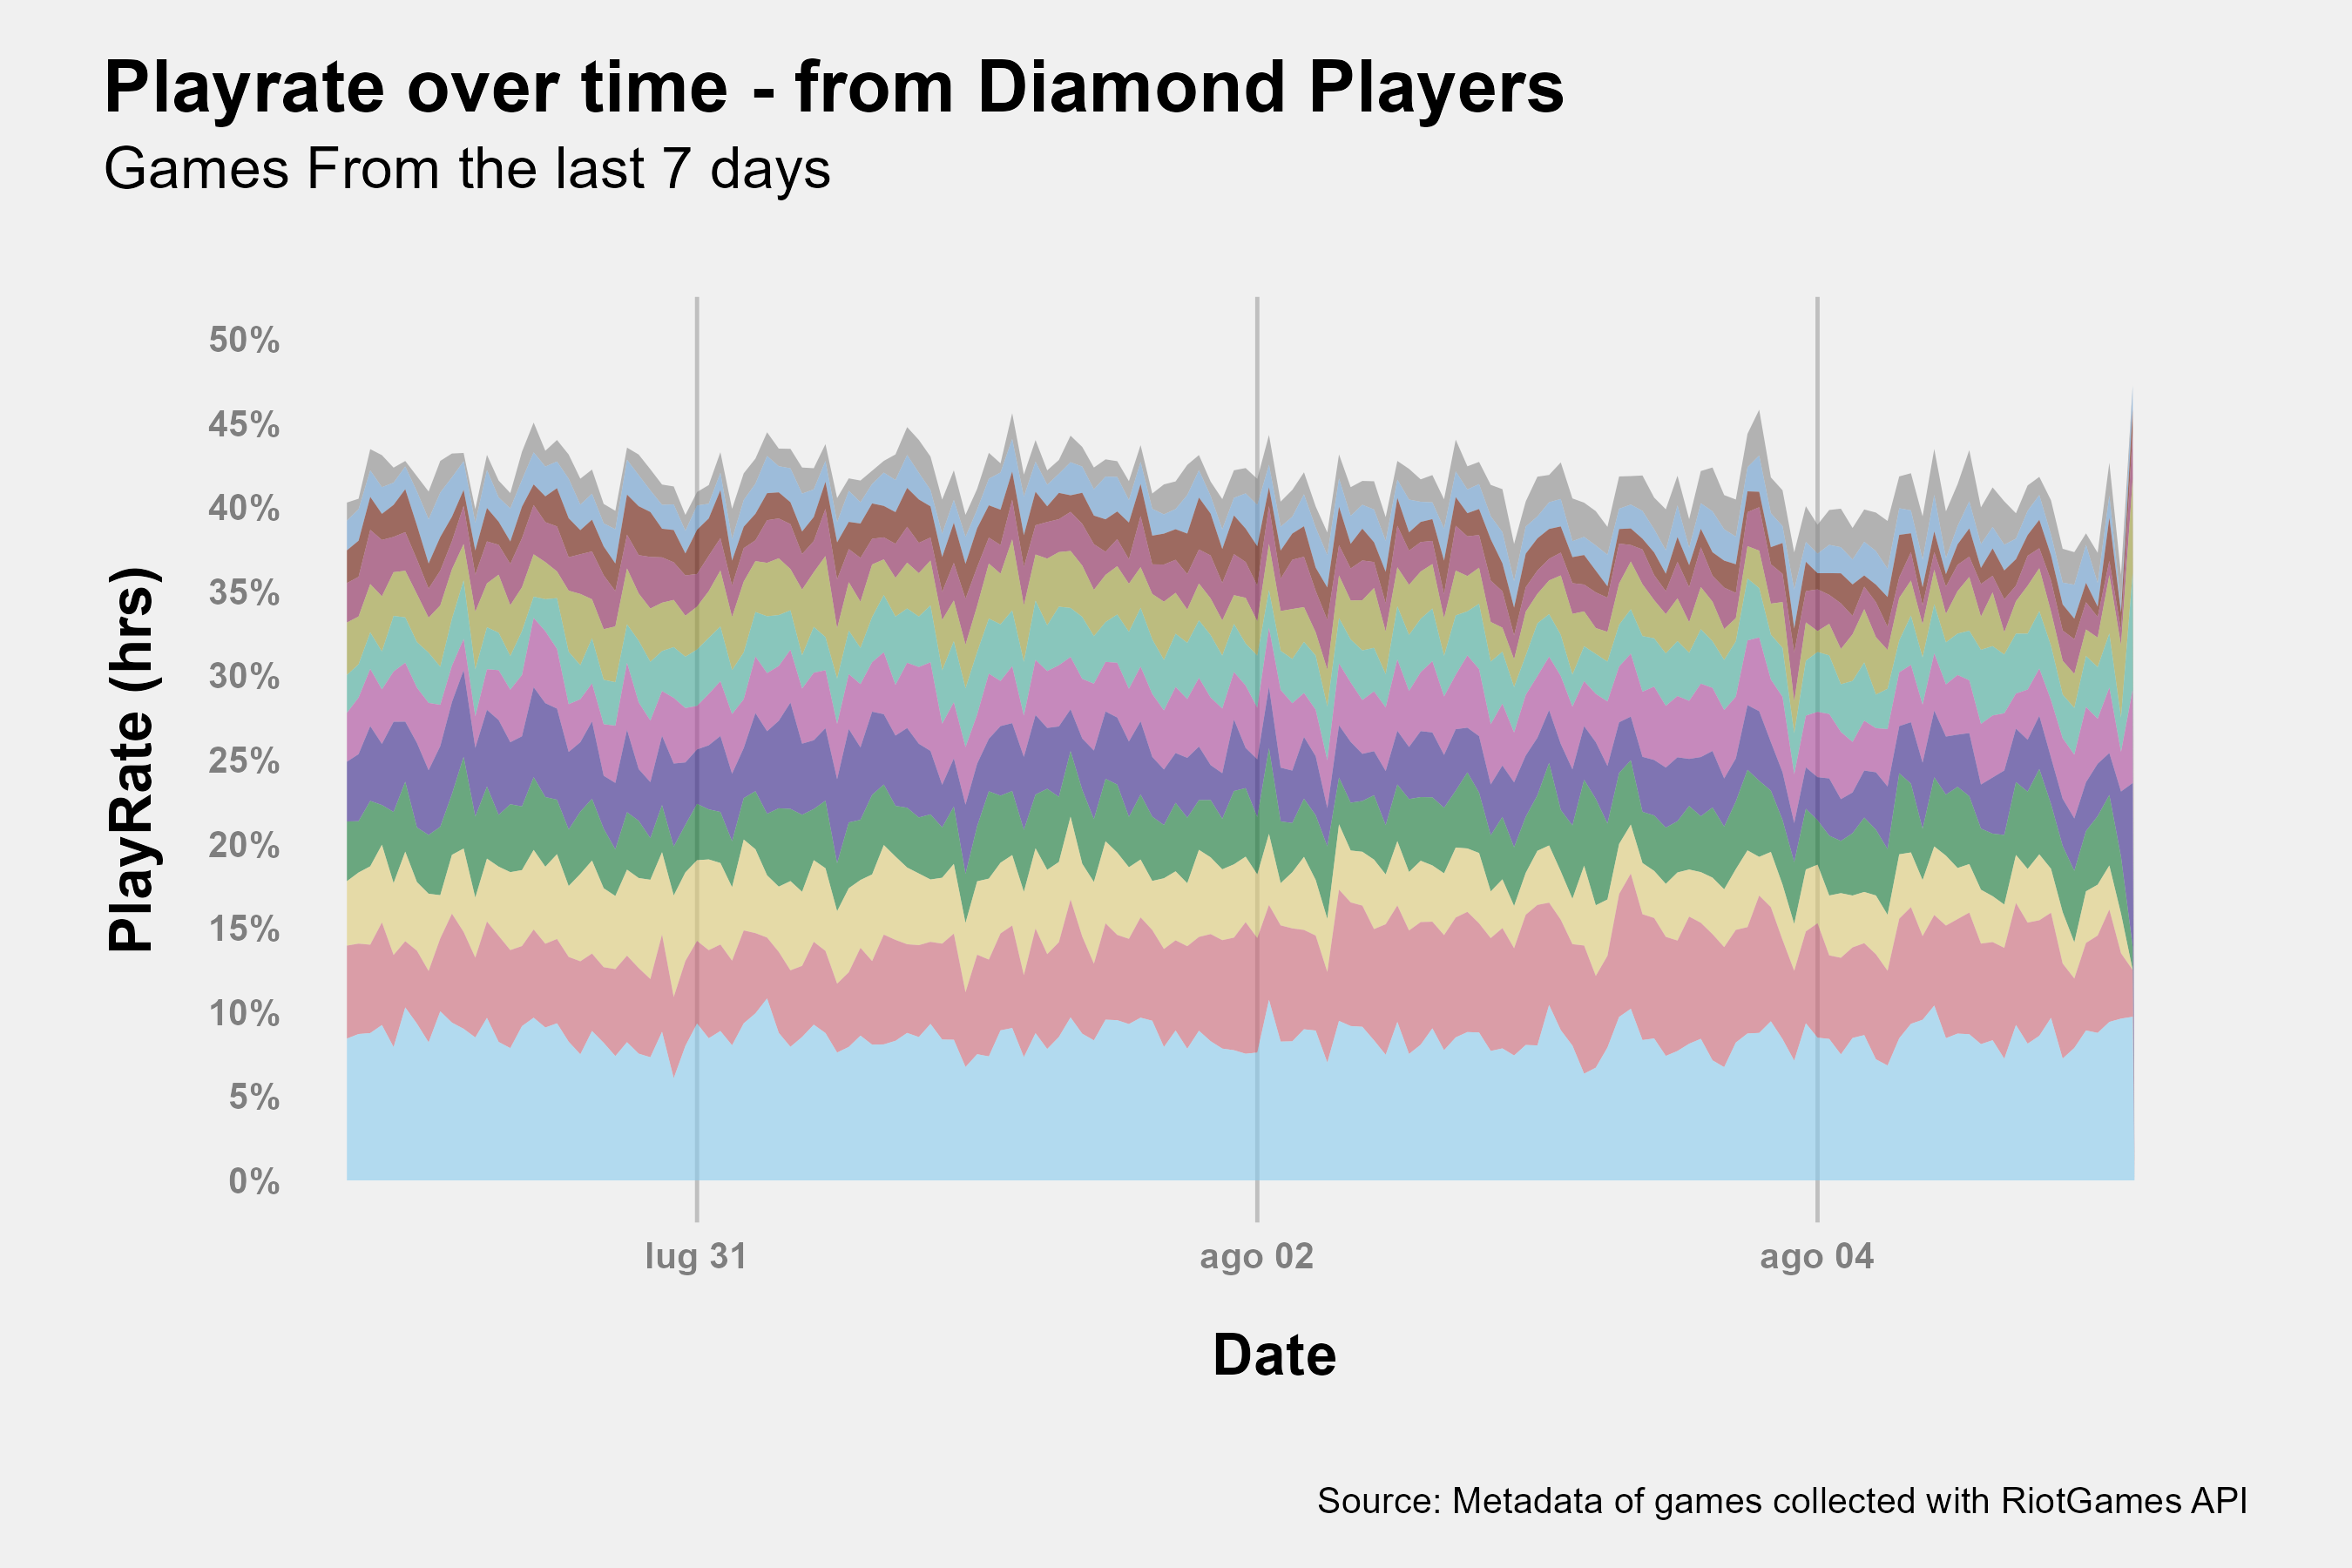 Playrate over time - from Diamond Players
Games From the last 7 days
PlayRate (hrs)
50%
45%
40%
35%
30%
25%
20%
15%
10%
5%
0%
lug 31
ago 02
ago 04
Date
Source: Metadata of games collected with RiotGames API